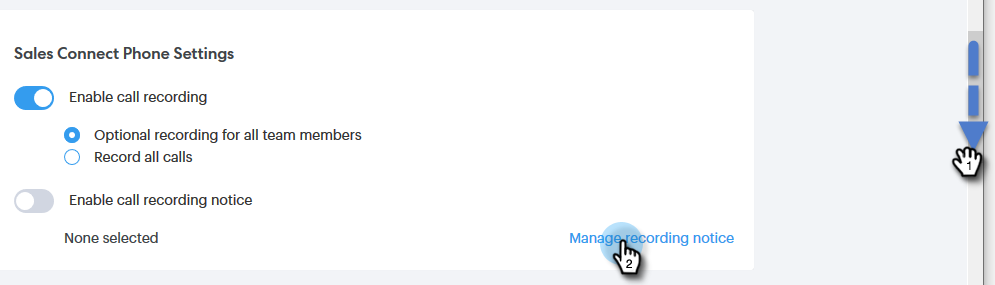 Sales Connect Phone Settings
Enable call recording
Optional recording for all team members
Record all calls
Enable call recording notice
None selected
Manage recording notice
1
2